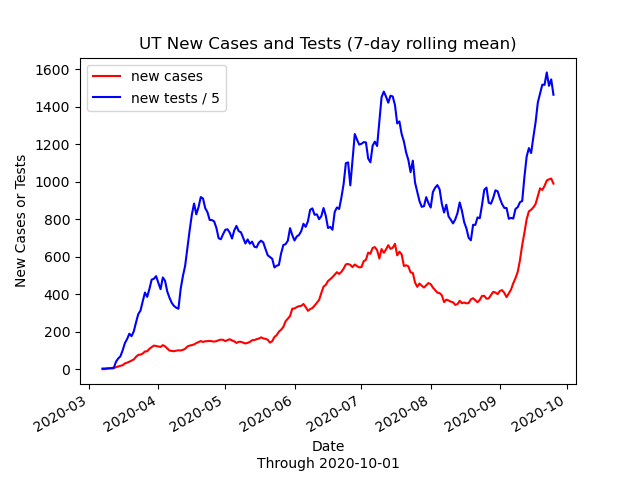 UT New Cases and Tests (7-day rolling mean)
new cases
new tests / 5
1600
1400
1200
1000
800
600
400
200
0
New Cases or Tests
2020-03
2020-04
2020-05
2020-06
2020-07
2020-08
2020-09
2020-10
Date
Through 2020-10-01